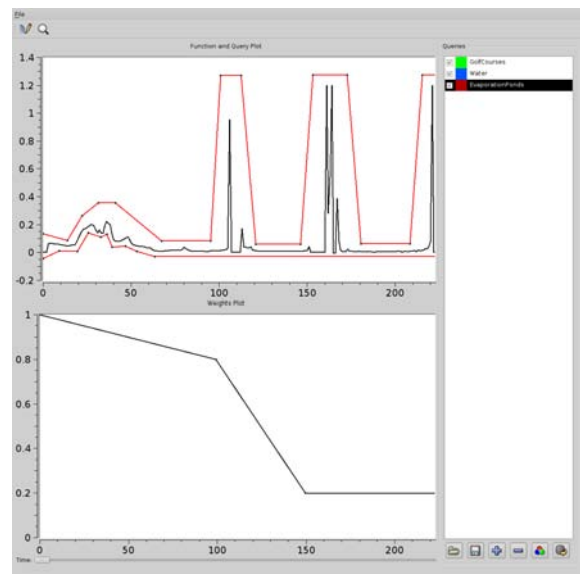 File
Function and Query Plot
Queries
1.4
1.2
1
0.8
0.6
0.4
0.2
0
-0.2
0 50 100 150 200
GolfCourses
Water
EvaporationPonds
Weights Plot
1
0.8
0.6
0.4
0.2
0
0 50 100 150 200
Time: